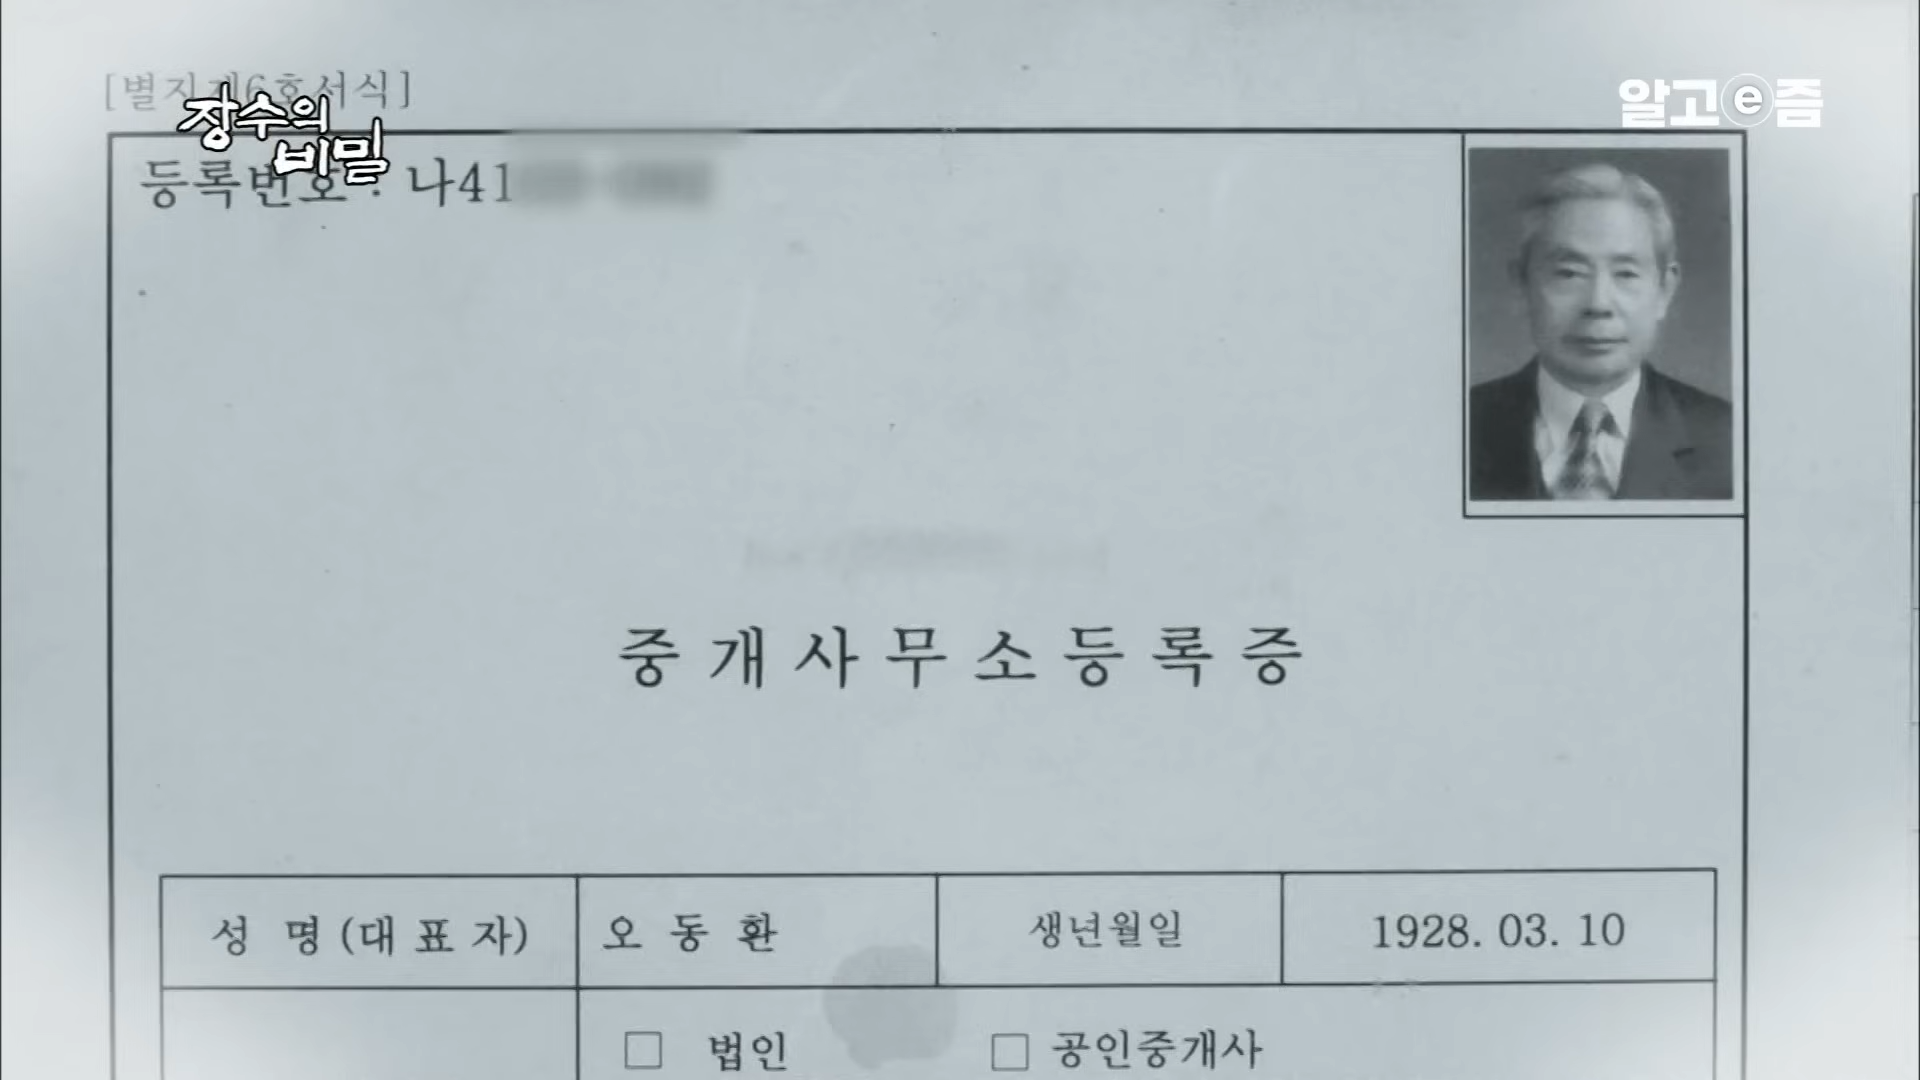 [별지제6호서식]
장수의
비밀
알고e즘
등록번호 : 나41
중개사무소등록증
성 명(대 표 자)
오 동 환
생년월일
1928. 03. 10
□ 법인
□ 공인중개사